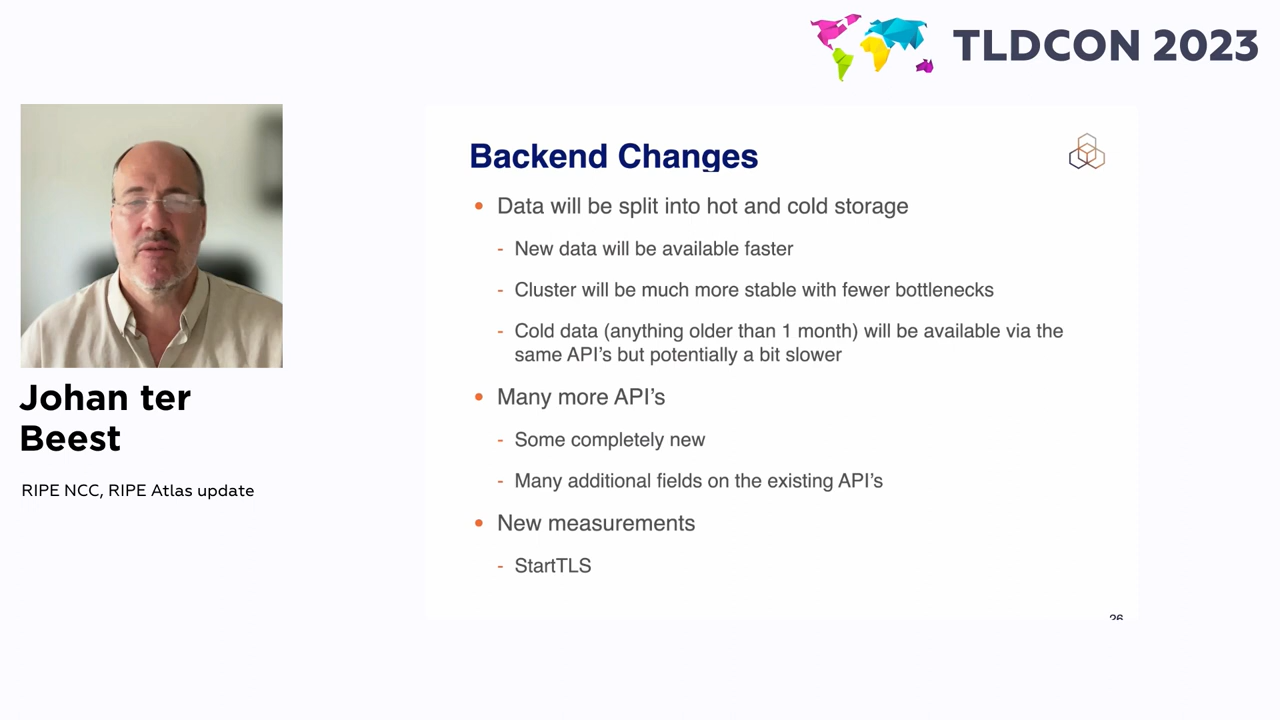 TLDCON 2023
Johan ter
Beest
RIPE NCC, RIPE Atlas update
Backend Changes
• Data will be split into hot and cold storage
- New data will be available faster
- Cluster will be much more stable with fewer bottlenecks
- Cold data (anything older than 1 month) will be available via the
same API's but potentially a bit slower
• Many more API's
- Some completely new
- Many additional fields on the existing API's
• New measurements
- StartTLS
26